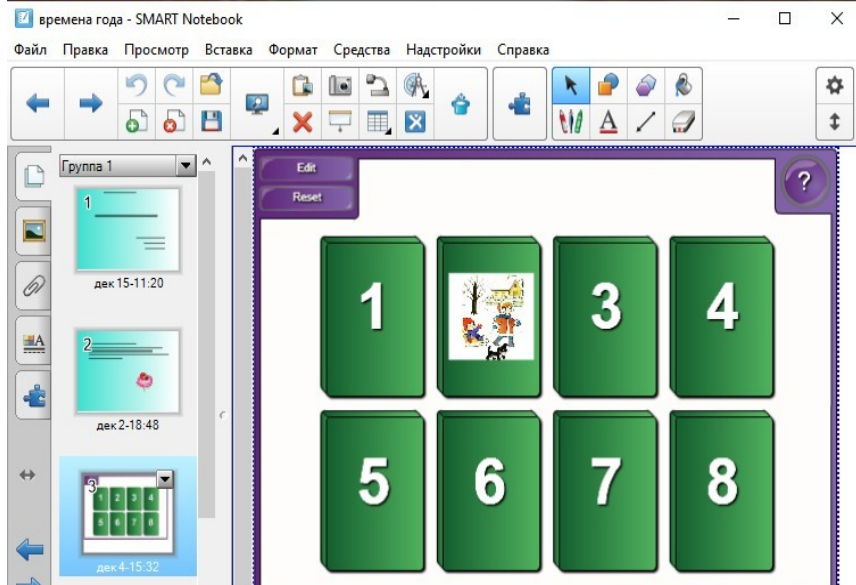 времена года - SMART Notebook
Файл Правка Просмотр Вставка Формат Средства Надстройки Справка
Группа 1
1
дек 15-11:20
2
дек 2-18:48
3
1 2 3 4
5 6 7 8
дек 4-15:32
Edit
Reset
?
1 3 4
5 6 7 8